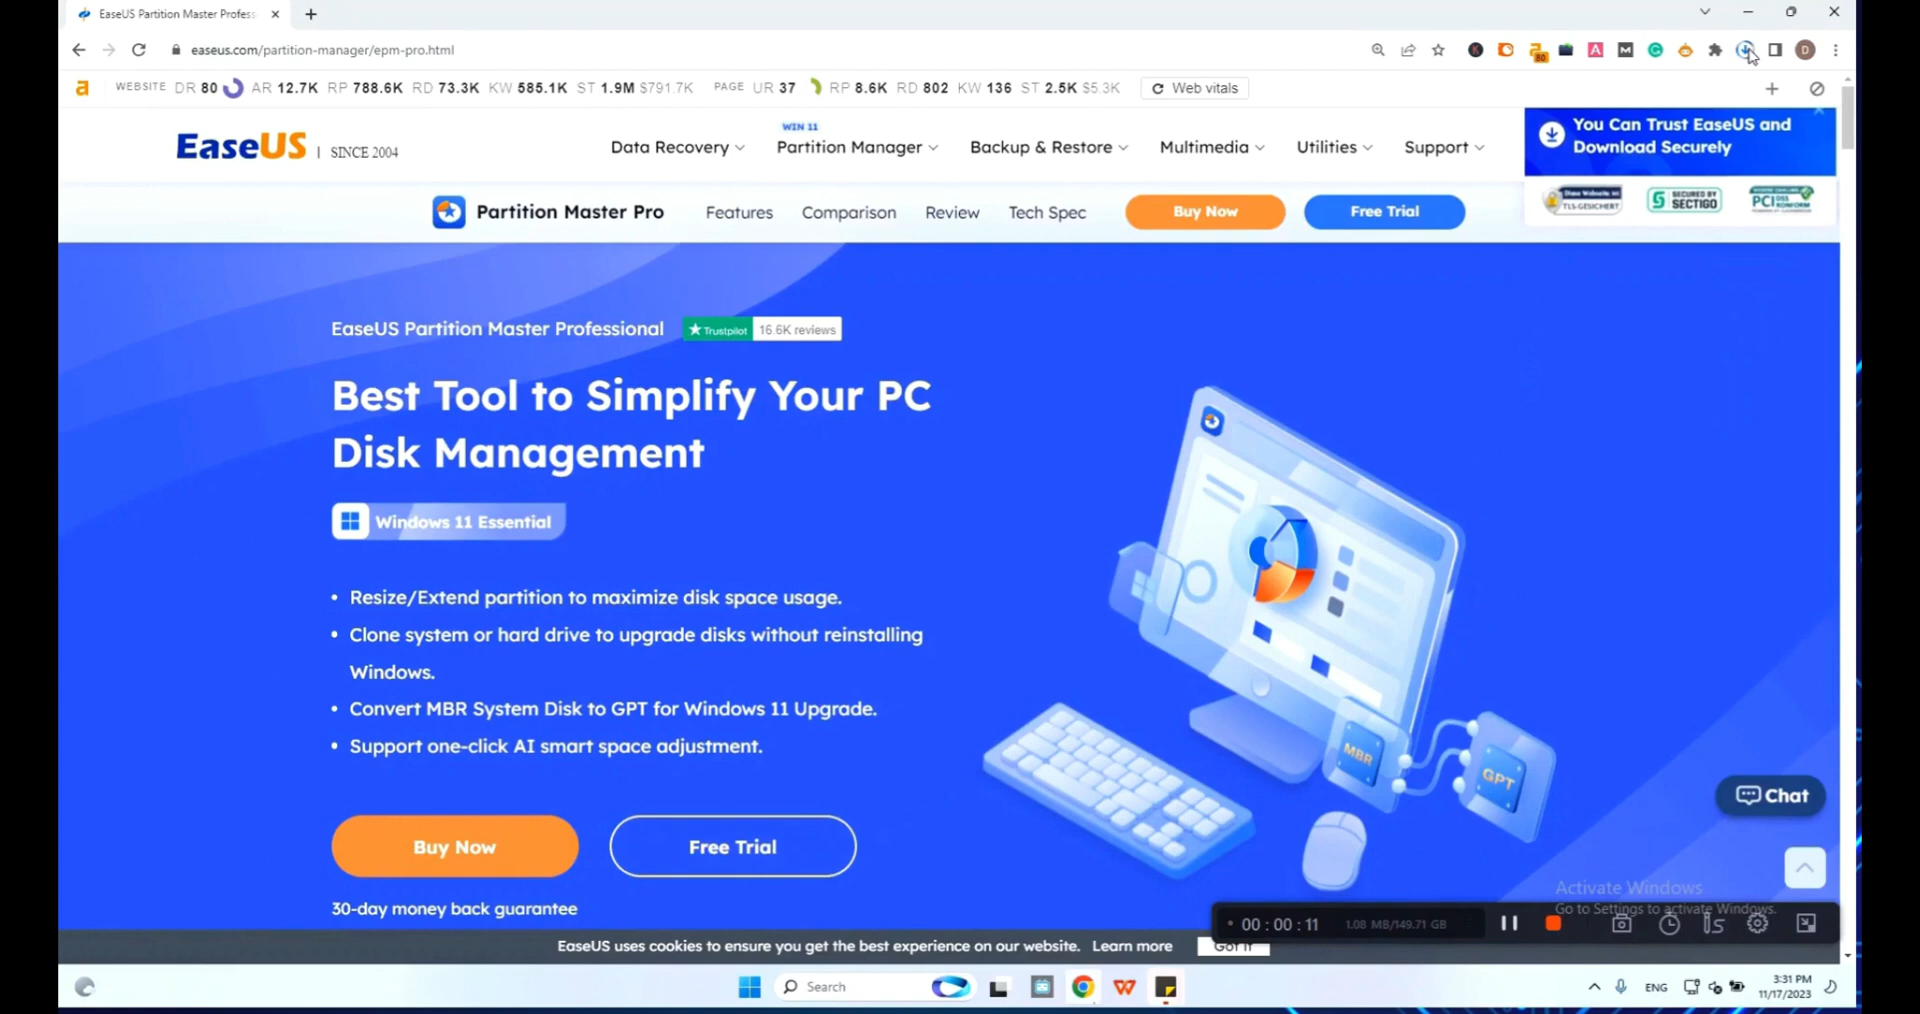 EaseUS Partition Master Profess
easeus.com/partition-manager/epm-pro.html
80
D
a WEBSITE DR 80 AR 12.7K RP 788.6K RD 73.3K KW 585.1K ST 1.9M $791.7K PAGE UR 37 RP 8.6K RD 802 KW 136 ST 2.5K $5.3K Web vitals
EaseUS | SINCE 2004
WIN 11
Data Recovery Partition Manager Backup & Restore Multimedia Utilities Support
You Can Trust EaseUS and
Download Securely
TLS-GESICHERT
SECURED BY
SECTIGO
PCI DSS
KONFORM
Partition Master Pro Features Comparison Review Tech Spec Buy Now Free Trial
EaseUS Partition Master Professional Trustpilot 16.6K reviews
Best Tool to Simplify Your PC
Disk Management
Windows 11 Essential
• Resize/Extend partition to maximize disk space usage.
• Clone system or hard drive to upgrade disks without reinstalling
Windows.
• Convert MBR System Disk to GPT for Windows 11 Upgrade.
• Support one-click AI smart space adjustment.
MBR
GPT
Chat
Buy Now Free Trial
30-day money back guarantee
Activate Windows
Go to Settings to activate Windows.
00:00:11 1.08 MB/149.71 GB
EaseUS uses cookies to ensure you get the best experience on our website. Learn more Got it
Search
ENG
3:31 PM
11/17/2023